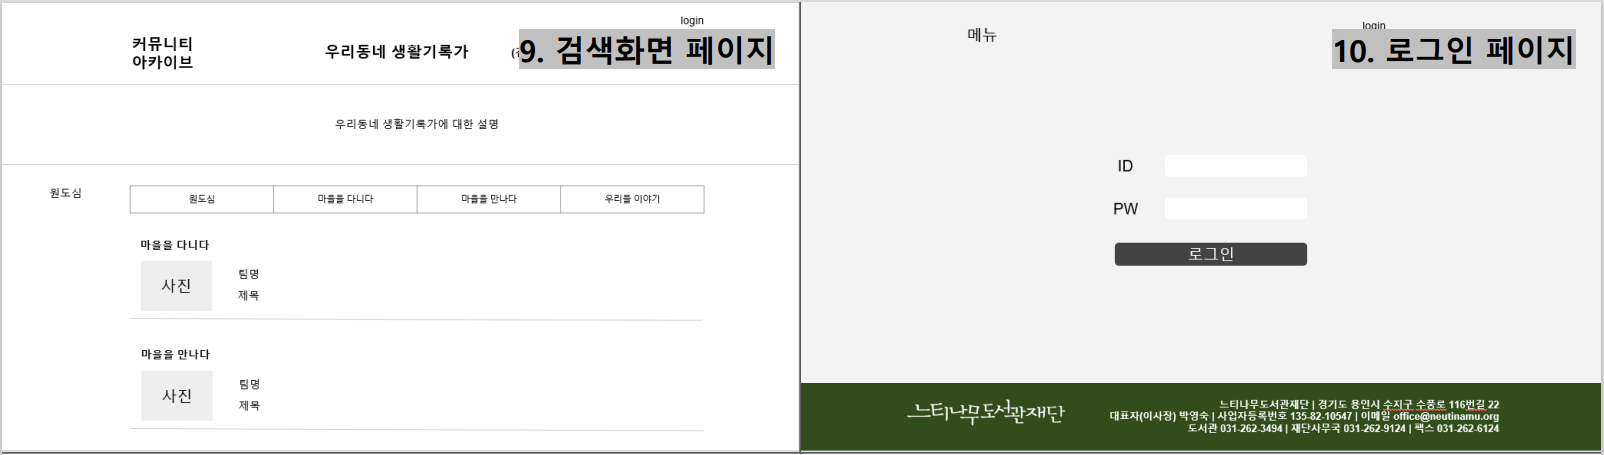 login
커뮤니티
아카이브
우리동네 생활기록가
9. 검색화면 페이지
우리동네 생활기록가에 대한 설명
원도심
원도심 마을을 다니다 마을을 만나다 우리들 이야기
마을을 다니다
사진
팀명
제목
마을을 만나다
사진
팀명
제목
login
메뉴
10. 로그인 페이지
ID
PW
로그인
느티나무도서관재단
느티나무도서관재단 | 경기도 용인시 수지구 수풍로 116번길 22
대표자(이사장) 박영숙 | 사업자등록번호 135-82-10547 | 이메일 office@neutinamu.org
도서관 031-262-3494 | 재단사무국 031-262-9124 | 팩스 031-262-6124